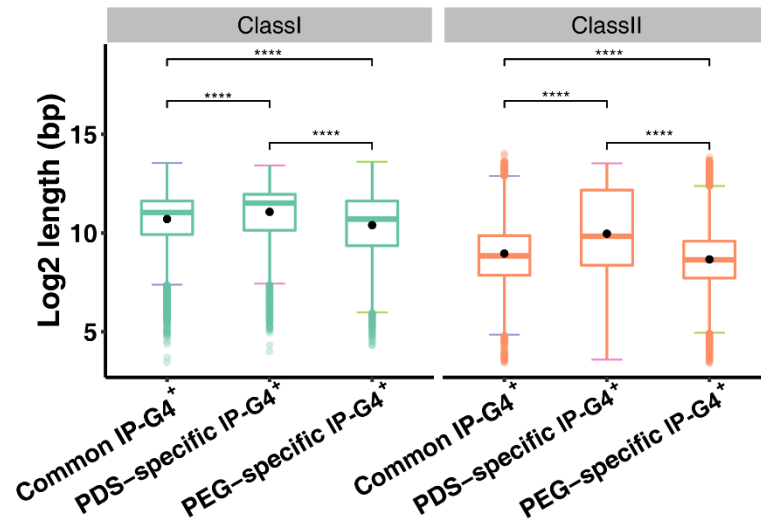 ClassI
ClassII
****
****
****
****
****
****
Log2 length (bp)
15
10
5
Common IP-G4+
PDS-specific IP-G4+
PEG-specific IP-G4+
Common IP-G4+
PDS-specific IP-G4+
PEG-specific IP-G4+